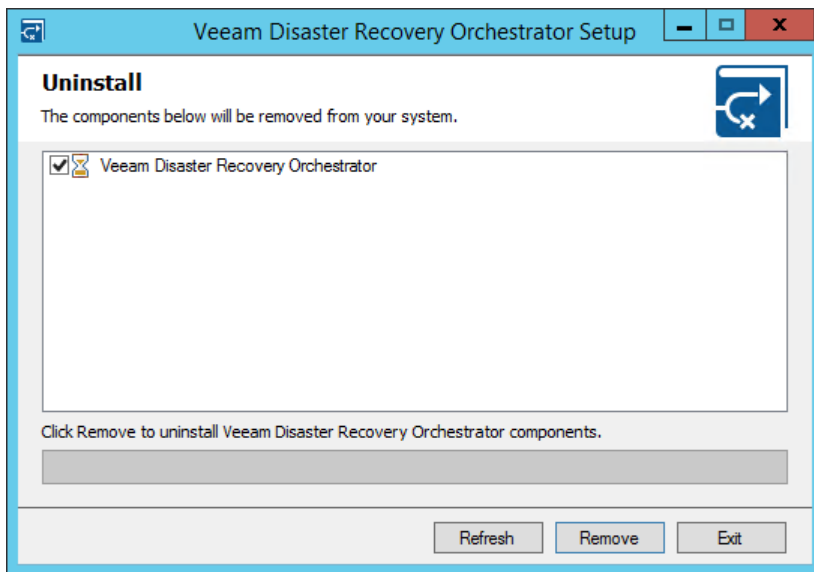 Veeam Disaster Recovery Orchestrator Setup
Uninstall
The components below will be removed from your system.
Veeam Disaster Recovery Orchestrator
Click Remove to uninstall Veeam Disaster Recovery Orchestrator components.
Refresh Remove Exit